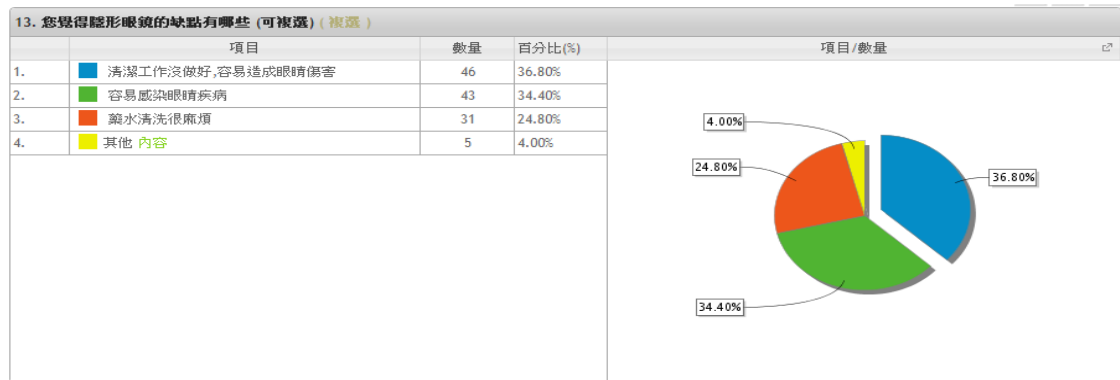 13. 您覺得隱形眼鏡的缺點有哪些 (可複選) ( 複選 )
項目 數量 百分比(%) 項目/數量
1. 清潔工作沒做好,容易造成眼睛傷害 46 36.80%
2. 容易感染眼睛疾病 43 34.40%
3. 藥水清洗很麻煩 31 24.80%
4. 其他 內容 5 4.00%
4.00%
24.80%
36.80%
34.40%